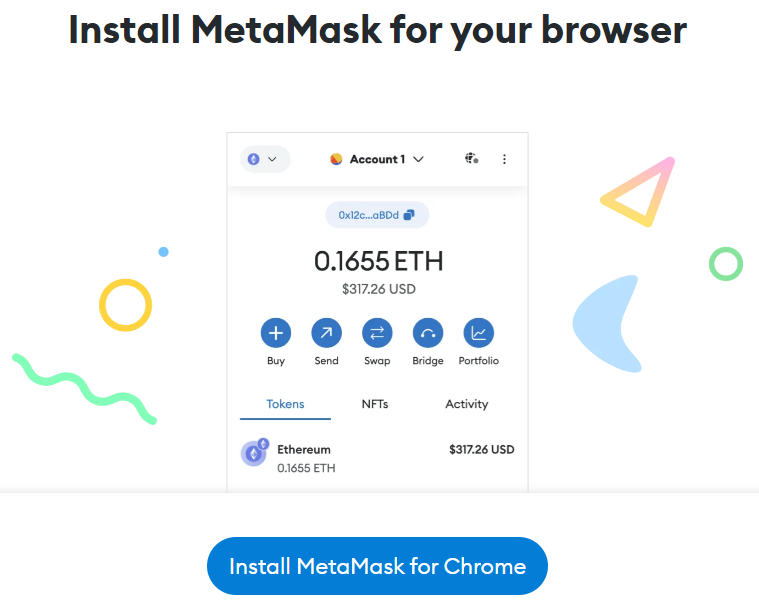 Install MetaMask for your browser
Account 1
0x12c...aBDd
0.1655 ETH
$317.26 USD
Buy Send Swap Bridge Portfolio
Tokens NFTs Activity
Ethereum $317.26 USD
0.1655 ETH
Install MetaMask for Chrome